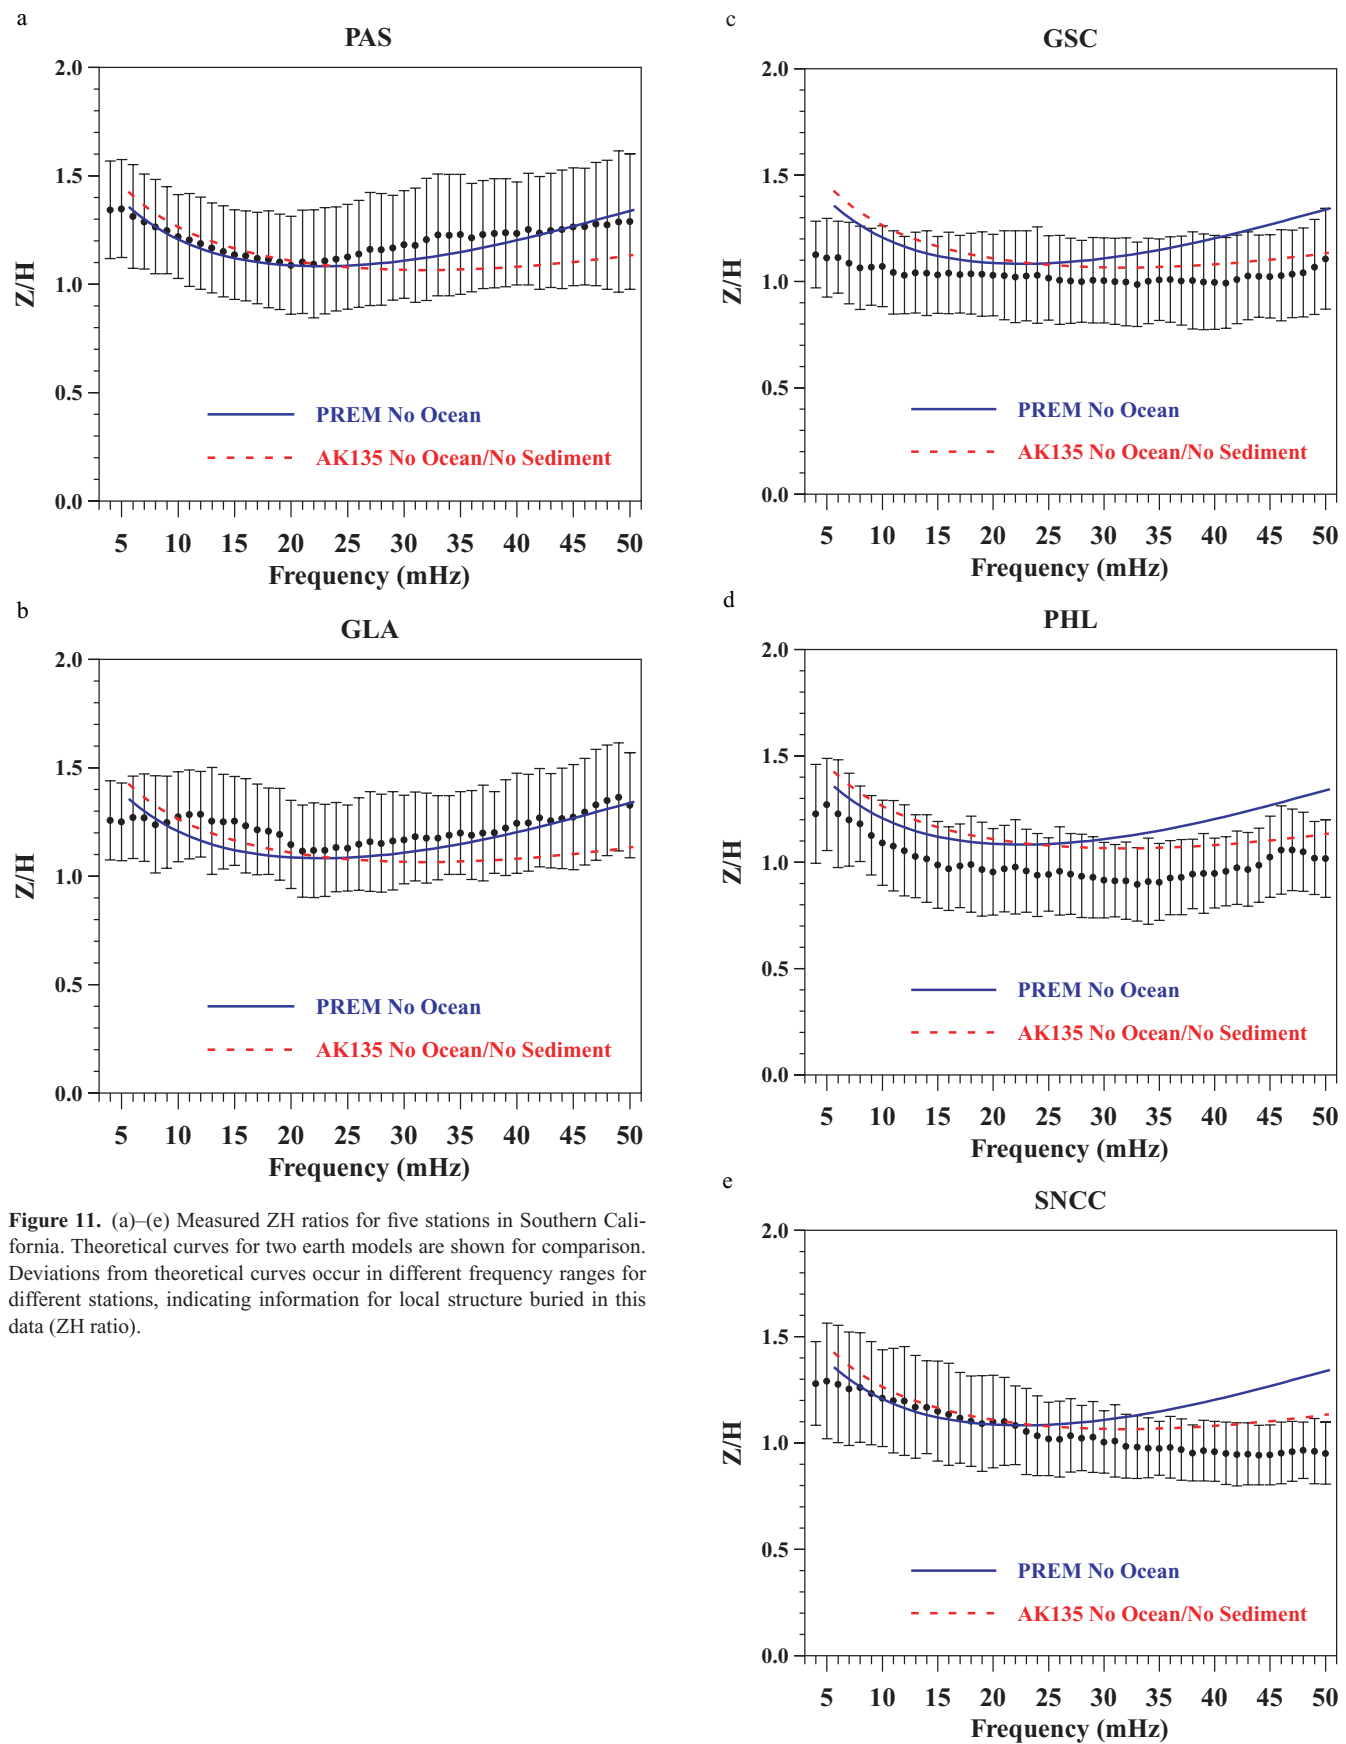 a
PAS
2.0
1.5
1.0
0.5
0.0
Z/H
PREM No Ocean
AK135 No Ocean/No Sediment
5 10 15 20 25 30 35 40 45 50
Frequency (mHz)
b
GLA
2.0
1.5
1.0
0.5
0.0
Z/H
PREM No Ocean
AK135 No Ocean/No Sediment
5 10 15 20 25 30 35 40 45 50
Frequency (mHz)
Figure 11. (a)–(e) Measured ZH ratios for five stations in Southern Cali-
fornia. Theoretical curves for two earth models are shown for comparison.
Deviations from theoretical curves occur in different frequency ranges for
different stations, indicating information for local structure buried in this
data (ZH ratio).
c
GSC
2.0
1.5
1.0
0.5
0.0
Z/H
PREM No Ocean
AK135 No Ocean/No Sediment
5 10 15 20 25 30 35 40 45 50
Frequency (mHz)
d
PHL
2.0
1.5
1.0
0.5
0.0
Z/H
PREM No Ocean
AK135 No Ocean/No Sediment
5 10 15 20 25 30 35 40 45 50
Frequency (mHz)
e
SNCC
2.0
1.5
1.0
0.5
0.0
Z/H
PREM No Ocean
AK135 No Ocean/No Sediment
5 10 15 20 25 30 35 40 45 50
Frequency (mHz)